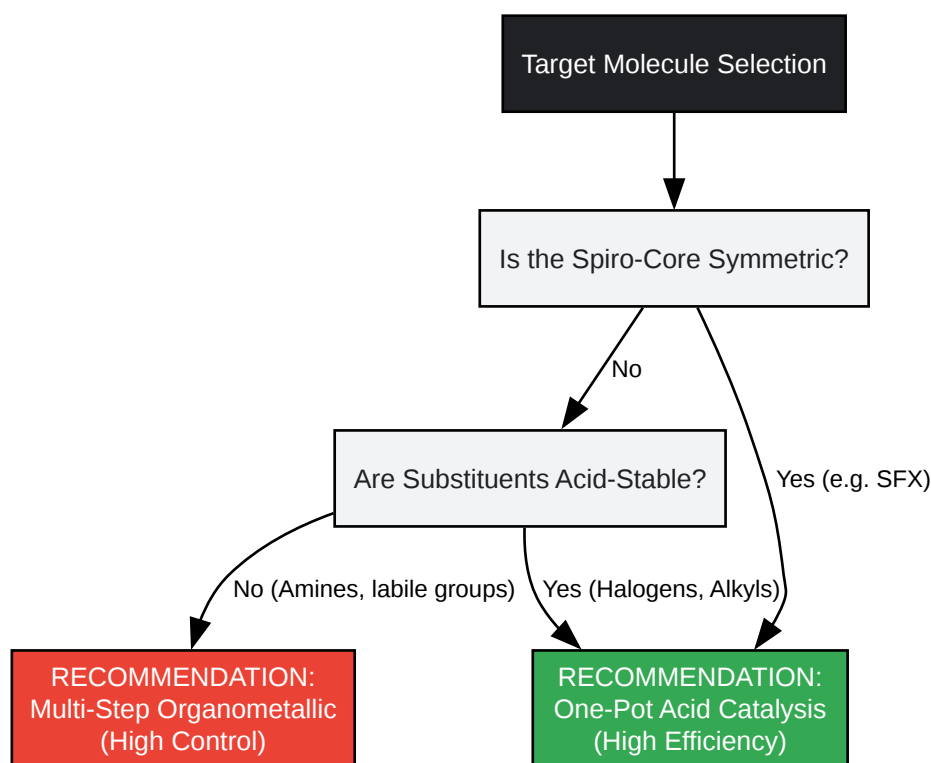 Target Molecule Selection
Is the Spiro-Core Symmetric?
No
Yes (e.g. SFX)
Are Substituents Acid-Stable?
No (Amines, labile groups)
Yes (Halogens, Alkyls)
RECOMMENDATION:
Multi-Step Organometallic
(High Control)
RECOMMENDATION:
One-Pot Acid Catalysis
(High Efficiency)